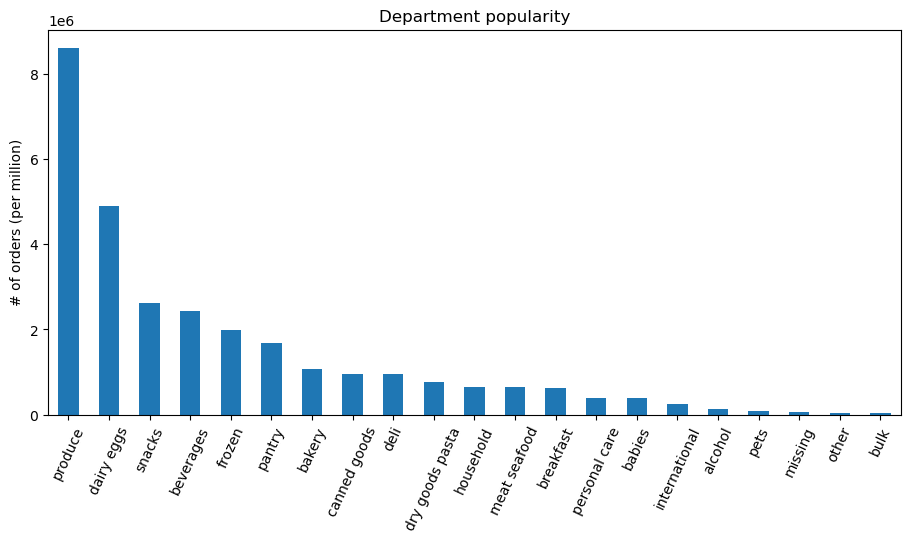 Department popularity
1e6
# of orders (per million)
8
6
4
2
0
produce
dairy eggs
snacks
beverages
frozen
pantry
bakery
canned goods
deli
dry goods pasta
household
meat seafood
breakfast
personal care
babies
international
alcohol
pets
missing
other
bulk